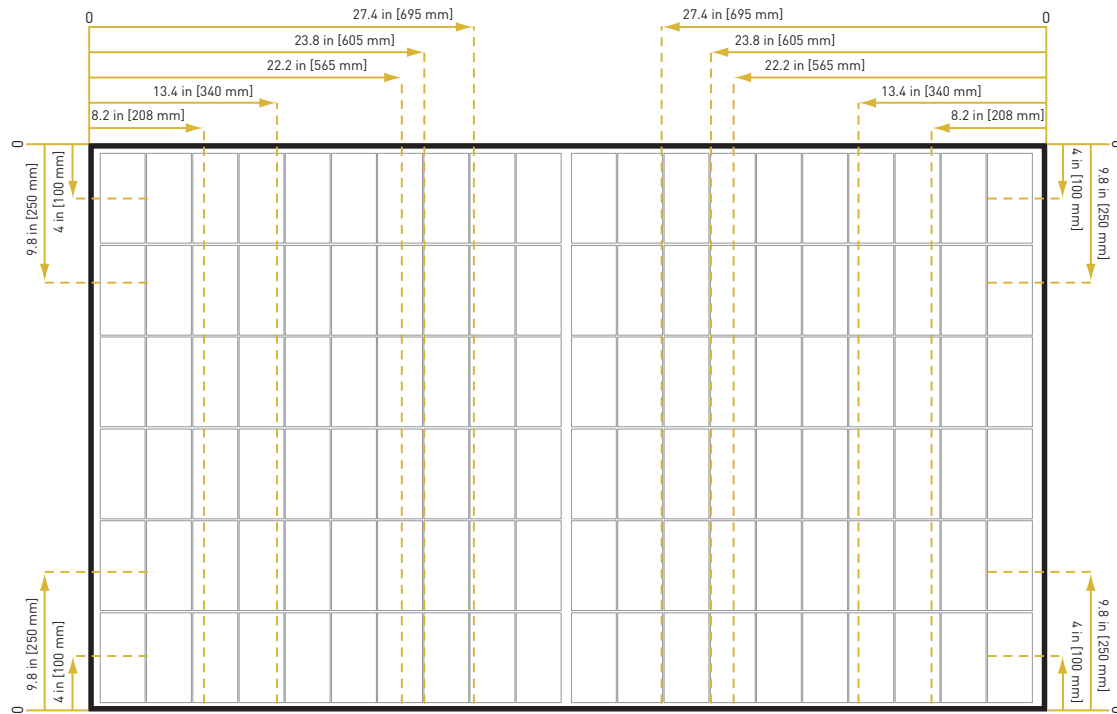 0
0
27.4 in [695 mm]
27.4 in [695 mm]
23.8 in [605 mm]
23.8 in [605 mm]
22.2 in [565 mm]
22.2 in [565 mm]
13.4 in [340 mm]
13.4 in [340 mm]
8.2 in [208 mm]
8.2 in [208 mm]
0
0
9.8 in [250 mm]
4 in [100 mm]
4 in [100 mm]
9.8 in [250 mm]
9.8 in [250 mm]
4 in [100 mm]
4 in [100 mm]
9.8 in [250 mm]
0
0